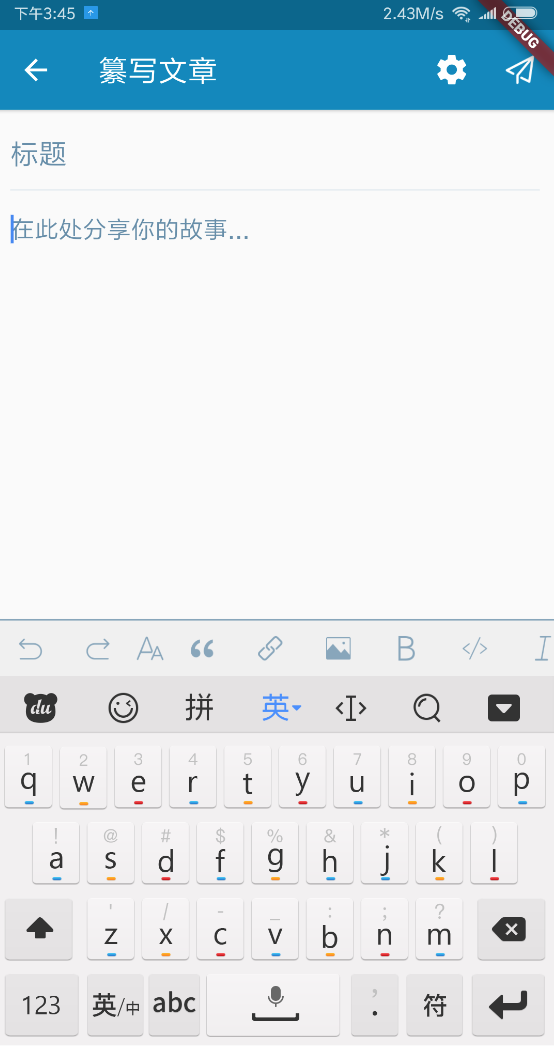 下午3:45 2.43M/s
DEBUG
纂写文章
标题
在此处分享你的故事...
AA “ B </> I
du 拼 英
1 2 3 4 5 6 7 8 9 0
q w e r t y u i o p
! @ # $ % & * ( )
a s d f g h j k l
' / - _ : ; ?
z x c v b n m
123 英/中 abc , . 符